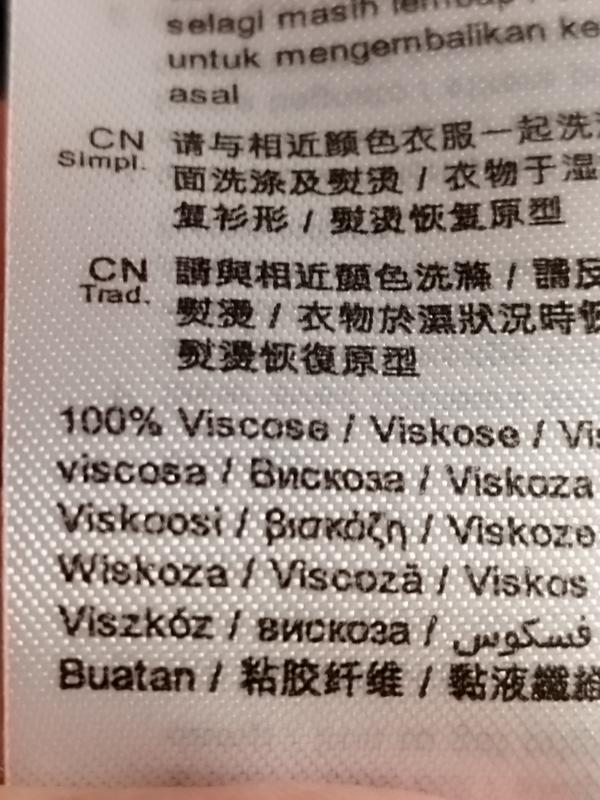 selagi masih lembap /
untuk mengembalikan ke
asal
CN Simpl. 请与相近颜色衣服一起洗
面洗涤及熨烫 / 衣物于湿
复衫形 / 熨烫恢复原型
CN Trad. 請與相近顏色洗滌 / 請反
熨燙 / 衣物於濕狀況時恢
熨燙恢復原型
100% Viscose / Viskose / Vis
viscosa / Вискоза / Viskoza
Viskoosi / βισκόζη / Viskoze
Wiskoza / Viscoză / Viskos
Viszkóz / вискоза / فسكوس
Buatan / 粘胶纤维 / 黏液纖維